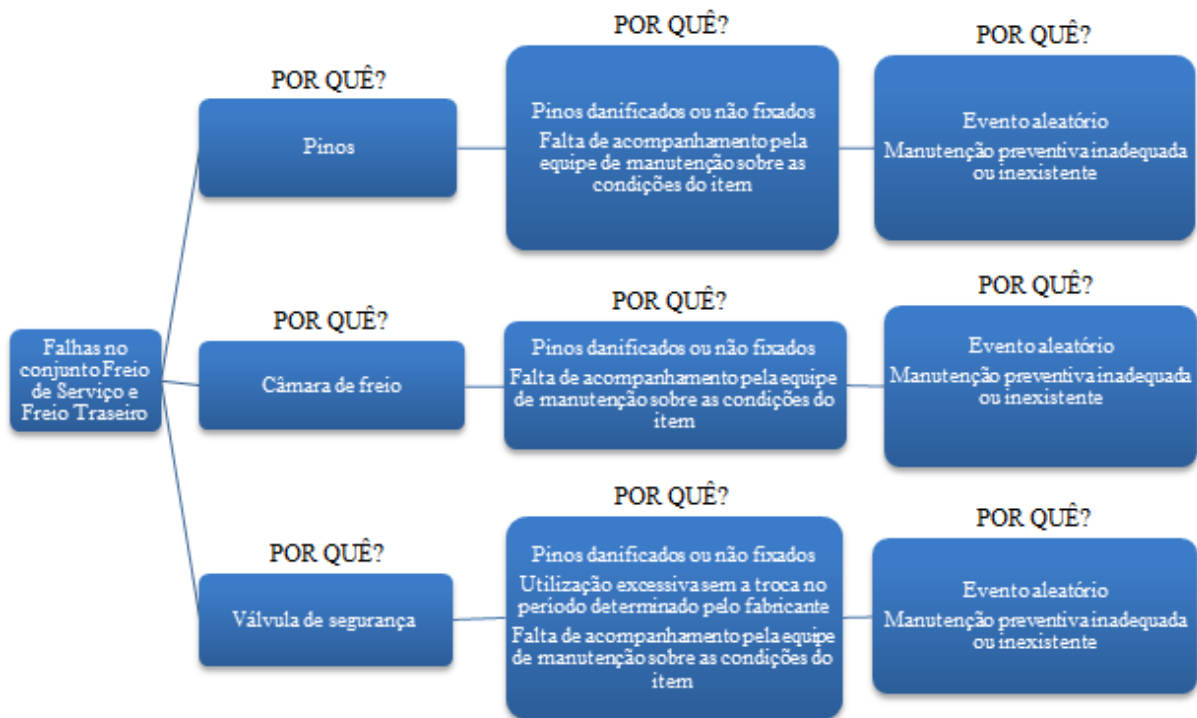 POR QUÊ?
Pinos
POR QUÊ?
Pinos danificados ou não fixados
Falta de acompanhamento pela
equipe de manutenção sobre as
condições do item
POR QUÊ?
Evento aleatório
Manutenção preventiva inadequada
ou inexistente
Falhas no
conjunto Freio
de Serviço e
Freio Traseiro
POR QUÊ?
Câmara de freio
POR QUÊ?
Pinos danificados ou não fixados
Falta de acompanhamento pela equipe
de manutenção sobre as condições do
item
POR QUÊ?
Evento aleatório
Manutenção preventiva inadequada
ou inexistente
POR QUÊ?
Válvula de segurança
POR QUÊ?
Pinos danificados ou não fixados
Utilização excessiva sem a troca no
período determinado pelo fabricante
Falta de acompanhamento pela equipe
de manutenção sobre as condições do
item
POR QUÊ?
Evento aleatório
Manutenção preventiva inadequada
ou inexistente